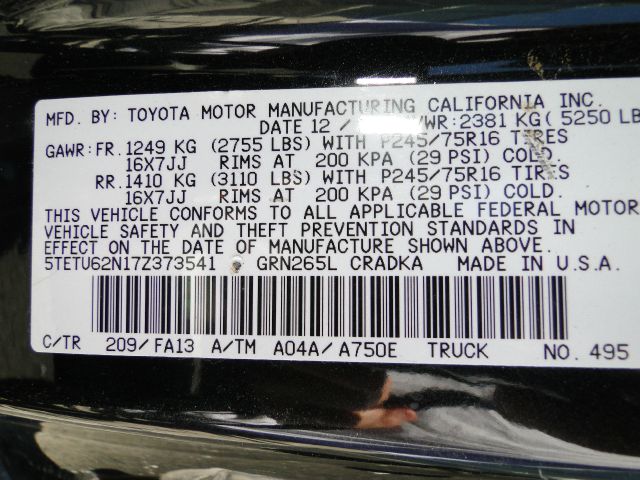 MFD. BY: TOYOTA MOTOR MANUFACTURING CALIFORNIA INC.
DATE 12 / VWR: 2381 KG( 5250 LB
GAWR: FR. 1249 KG (2755 LBS) WITH P245/75R16 TIRES
16X7JJ RIMS AT 200 KPA (29 PSI) COLD.
RR. 1410 KG (3110 LBS) WITH P245/75R16 TIRES
16X7JJ RIMS AT 200 KPA (29 PSI) COLD.
THIS VEHICLE CONFORMS TO ALL APPLICABLE FEDERAL MOTOR
VEHICLE SAFETY AND THEFT PREVENTION STANDARDS IN
EFFECT ON THE DATE OF MANUFACTURE SHOWN ABOVE.
5TETU62N17Z373541 GRN265L CRADKA MADE IN U.S.A.
C/TR 209/FA13 A/TM A04A/A750E TRUCK NO. 495